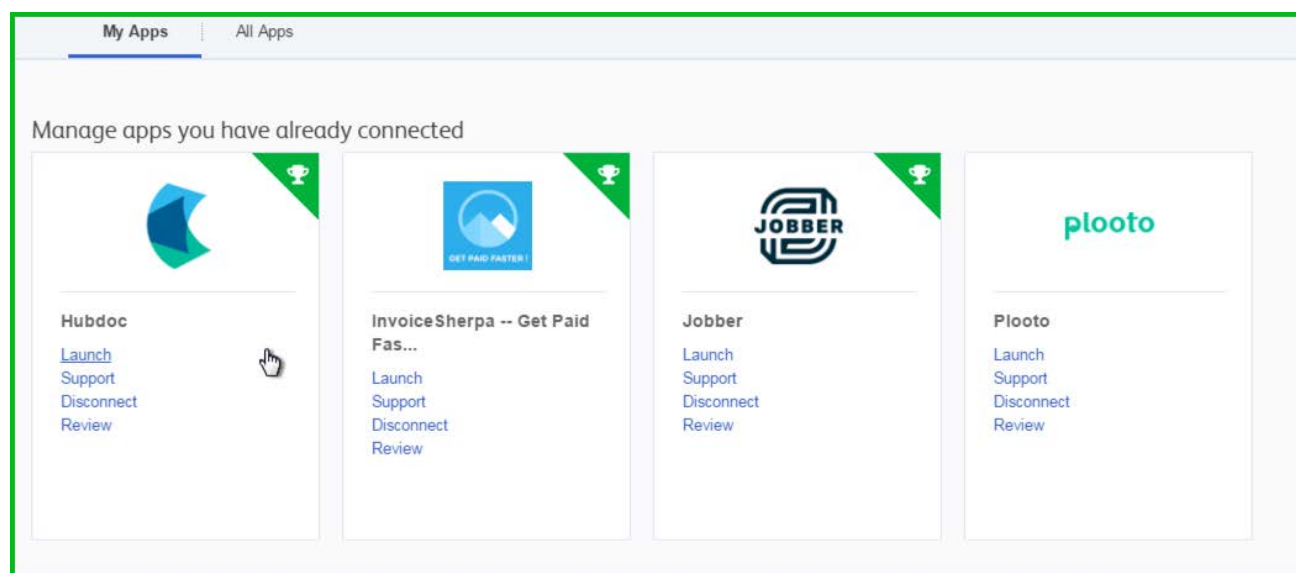 My Apps
All Apps
Manage apps you have already connected
GET PAID FASTER !
JOBBER
plooto
Hubdoc
Launch
Support
Disconnect
Review
InvoiceSherpa -- Get Paid
Fas...
Launch
Support
Disconnect
Review
Jobber
Launch
Support
Disconnect
Review
Plooto
Launch
Support
Disconnect
Review